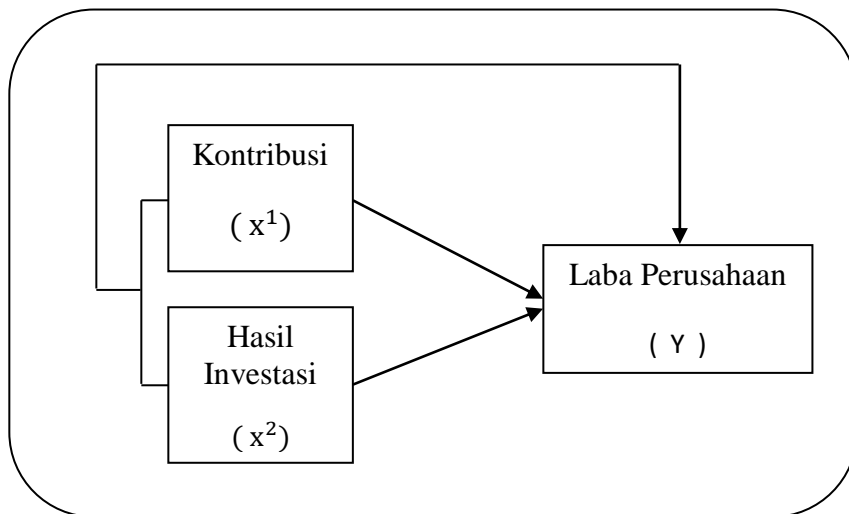 Kontribusi
( x¹)
Hasil
Investasi
( x²)
Laba Perusahaan
( Y )